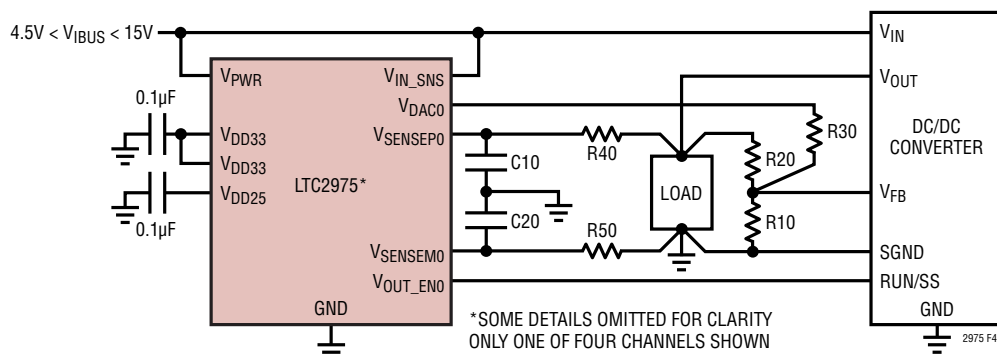 4.5V < VIBUS < 15V
VIN
VPWR
VIN_SNS
VOUT
0.1µF
VDAC0
VDD33
VSENSEP0
R40
R30
DC/DC
CONVERTER
VDD33
C10
R20
LTC2975*
LOAD
VDD25
VFB
0.1µF
C20
R10
R50
VSENSEM0
SGND
VOUT_EN0
RUN/SS
GND
*SOME DETAILS OMITTED FOR CLARITY
ONLY ONE OF FOUR CHANNELS SHOWN
GND
2975 F4